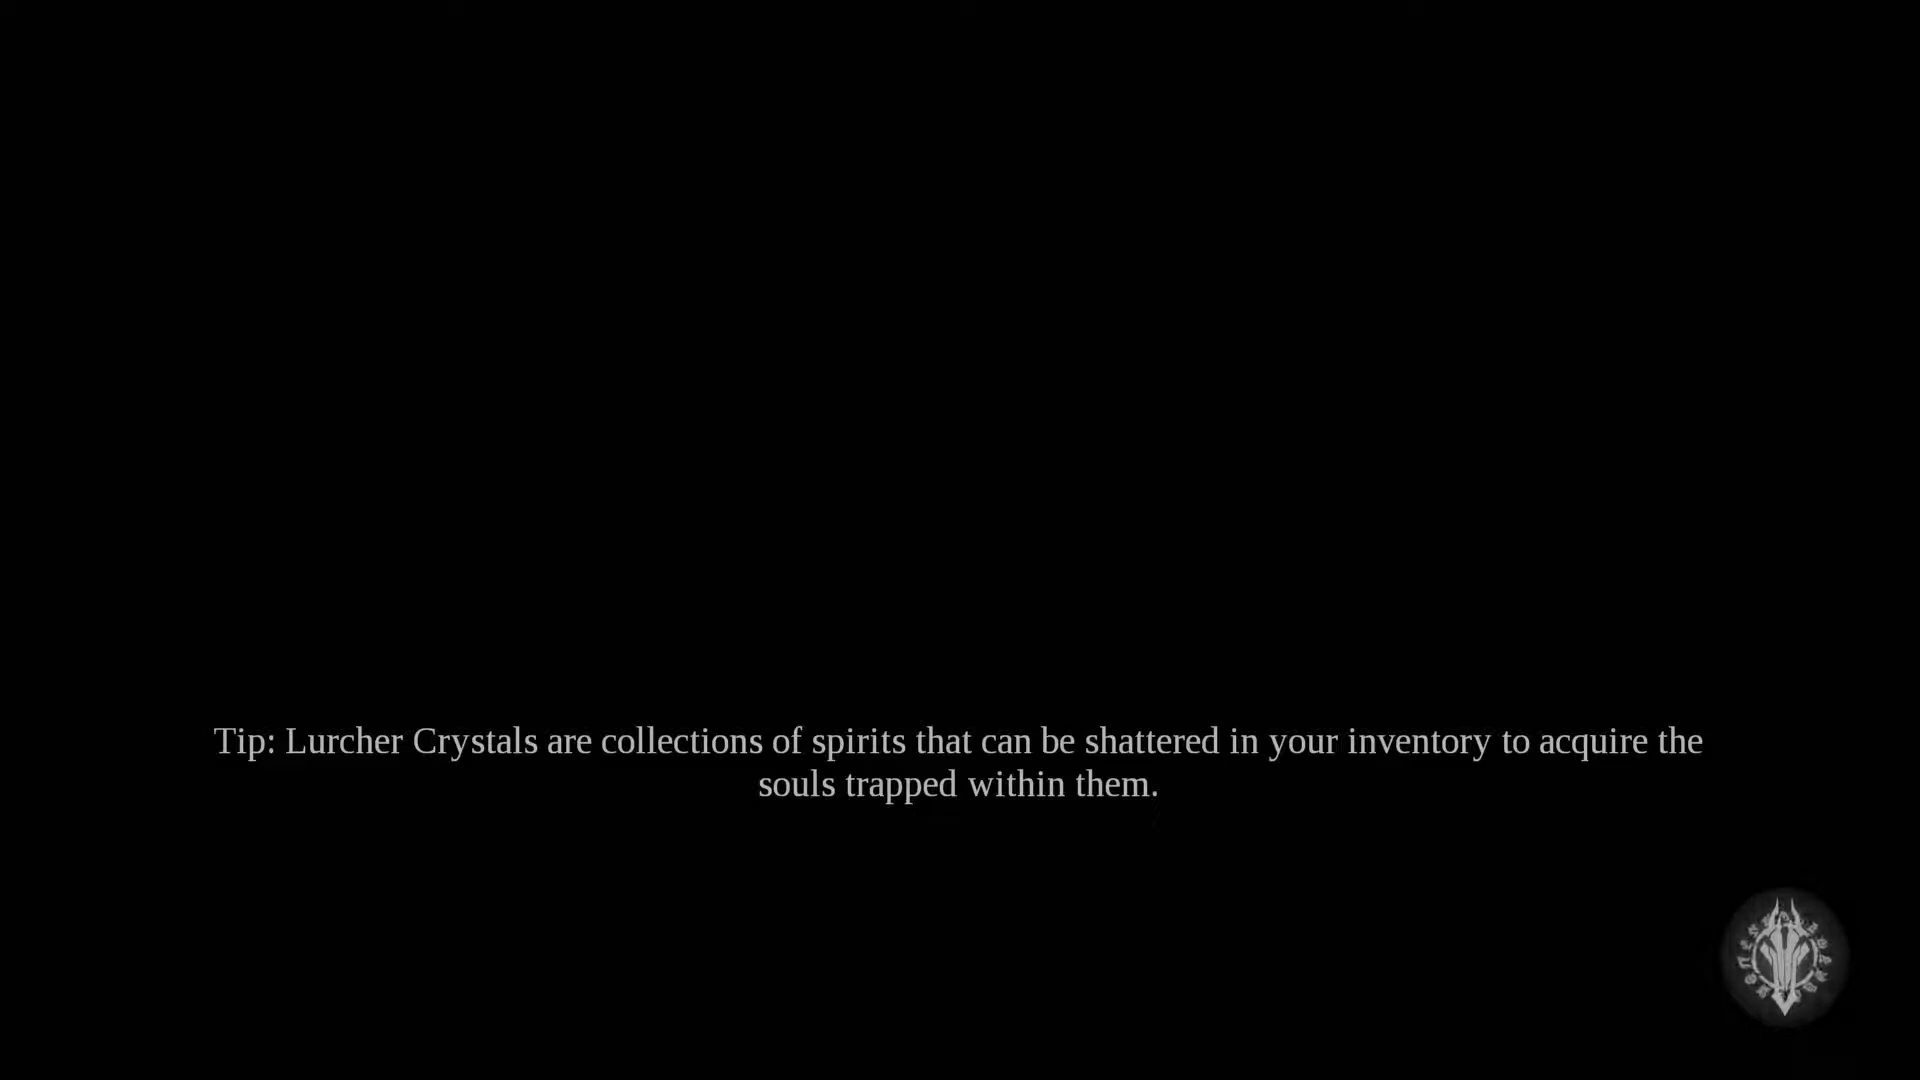 Tip: Lurcher Crystals are collections of spirits that can be shattered in your inventory to acquire the
souls trapped within them.